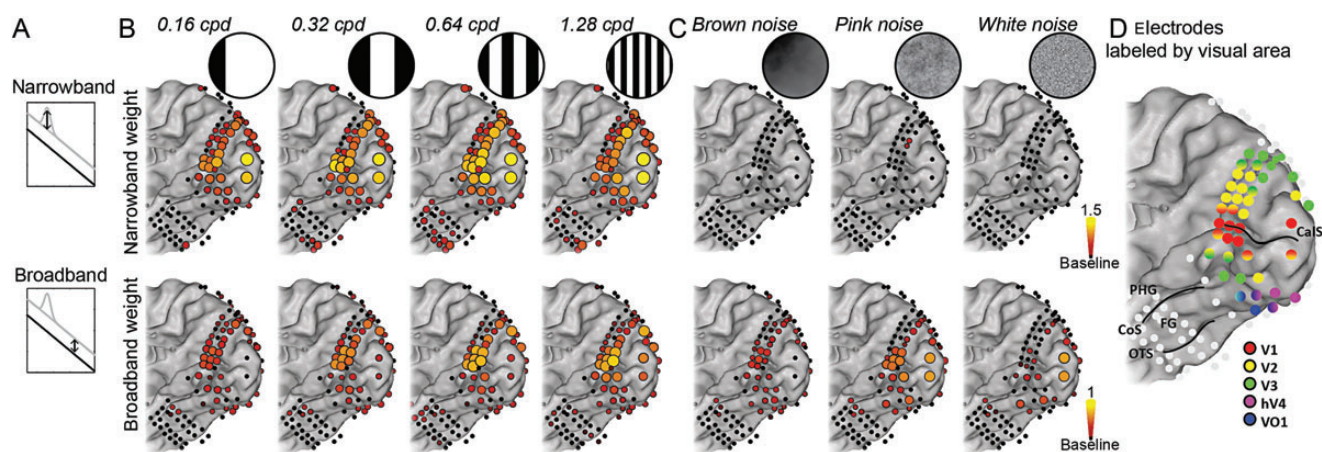 A
B
0.16 cpd
0.32 cpd
0.64 cpd
1.28 cpd
C
Brown noise
Pink noise
White noise
D Electrodes
labeled by visual area
Narrowband
Narrowband weight
1.5
Baseline
CalS
PHG
FG
CoS
OTS
Broadband
Broadband weight
1
Baseline
V1
V2
V3
hV4
VO1